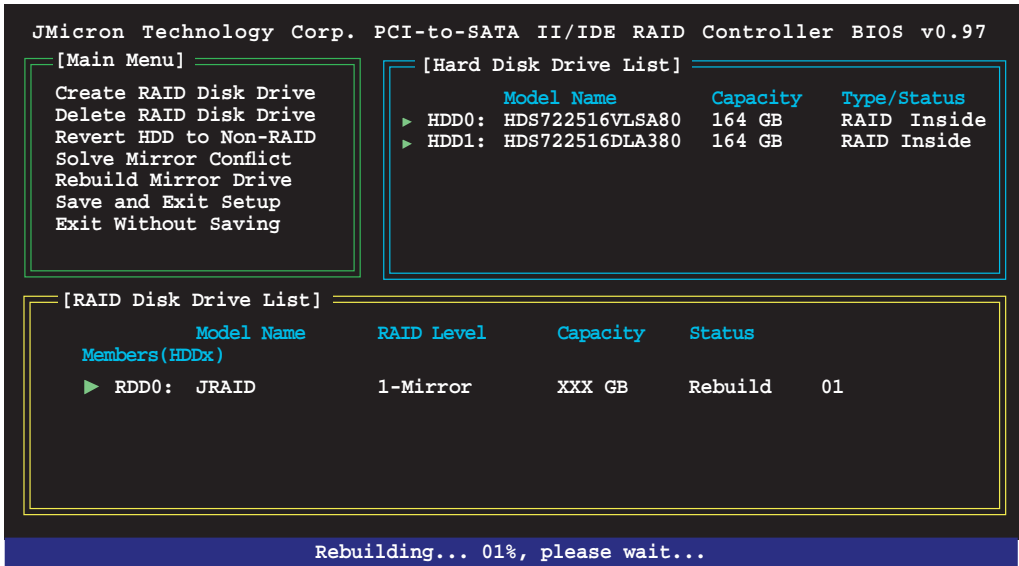 JMicron Technology Corp. PCI-to-SATA II/IDE RAID Controller BIOS v0.97
[Main Menu]
Create RAID Disk Drive
Delete RAID Disk Drive
Revert HDD to Non-RAID
Solve Mirror Conflict
Rebuild Mirror Drive
Save and Exit Setup
Exit Without Saving
[Hard Disk Drive List]
Model Name Capacity Type/Status
▶ HDD0: HDS722516VLSA80 164 GB RAID Inside
▶ HDD1: HDS722516DLA380 164 GB RAID Inside
[RAID Disk Drive List]
Model Name RAID Level Capacity Status
Members(HDDx)
▶ RDD0: JRAID 1-Mirror XXX GB Rebuild 01
Rebuilding... 01%, please wait...